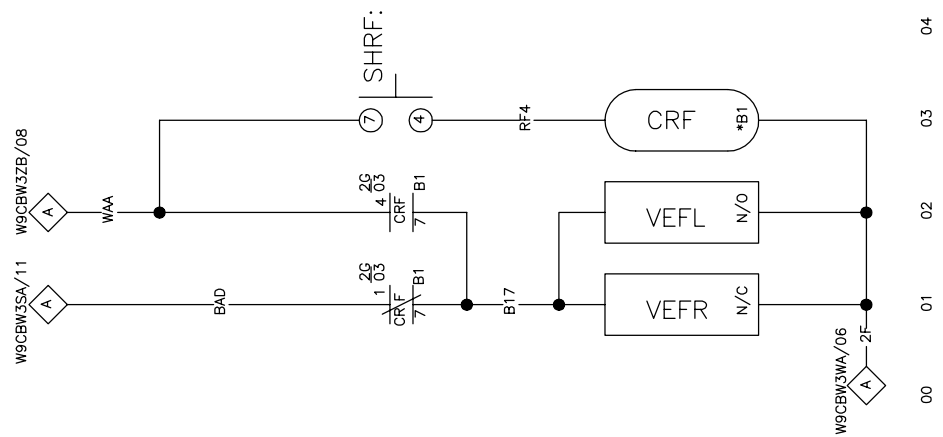 W9CBW3ZB/08
A
WAA
W9CBW3SA/11
A
BAD
SHRF:
7
4
RF4
CRF
*B1
2G
03
4
CRF
7
B1
2G
03
1
CRF
7
B1
B17
VEFL
N/O
VEFR
N/C
W9CBW3WA/06
A
2F
00
01
02
03
04